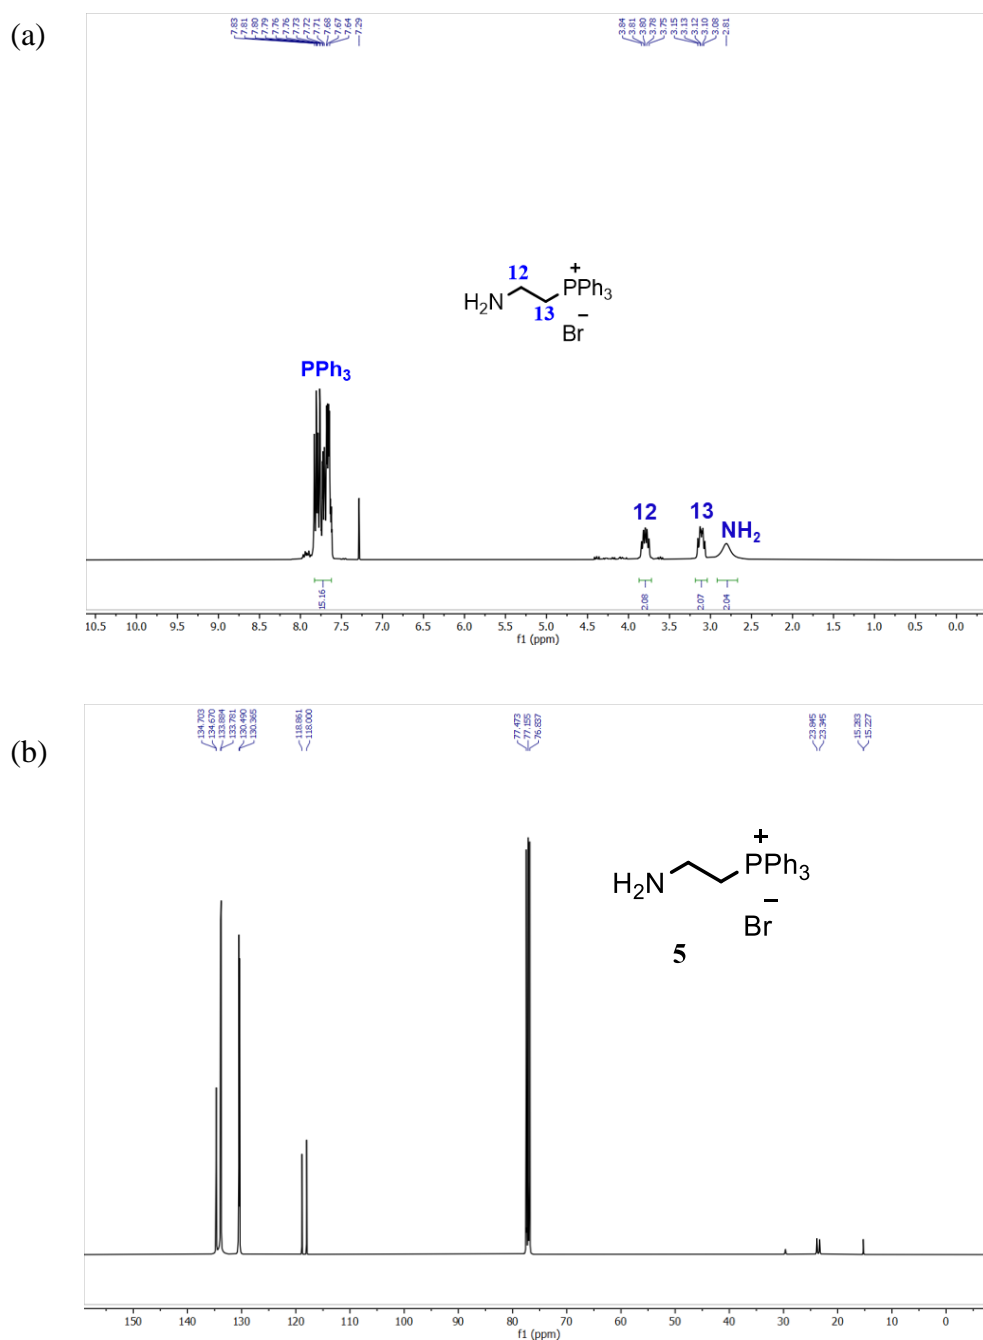 (a)
7.83 7.81 7.80 7.79 7.76 7.76 7.73 7.72 7.71 7.68 7.67 7.64 7.29
3.84 3.81 3.80 3.78 3.75 3.15 3.13 3.12 3.10 3.08 2.81
12
H2N
+
PPh3
13
−
Br
PPh3
12
13
NH2
15.16
2.08
2.07
2.04
10.5 10.0 9.5 9.0 8.5 8.0 7.5 7.0 6.5 6.0 5.5 5.0 4.5 4.0 3.5 3.0 2.5 2.0 1.5 1.0 0.5 0.0
f1 (ppm)
(b)
134.703 134.670 133.884 133.781 130.490 130.365
118.861 118.000
77.473 77.155 76.837
23.845 23.345
15.283 15.227
+
H2N
PPh3
−
Br
5
150 140 130 120 110 100 90 80 70 60 50 40 30 20 10 0
f1 (ppm)